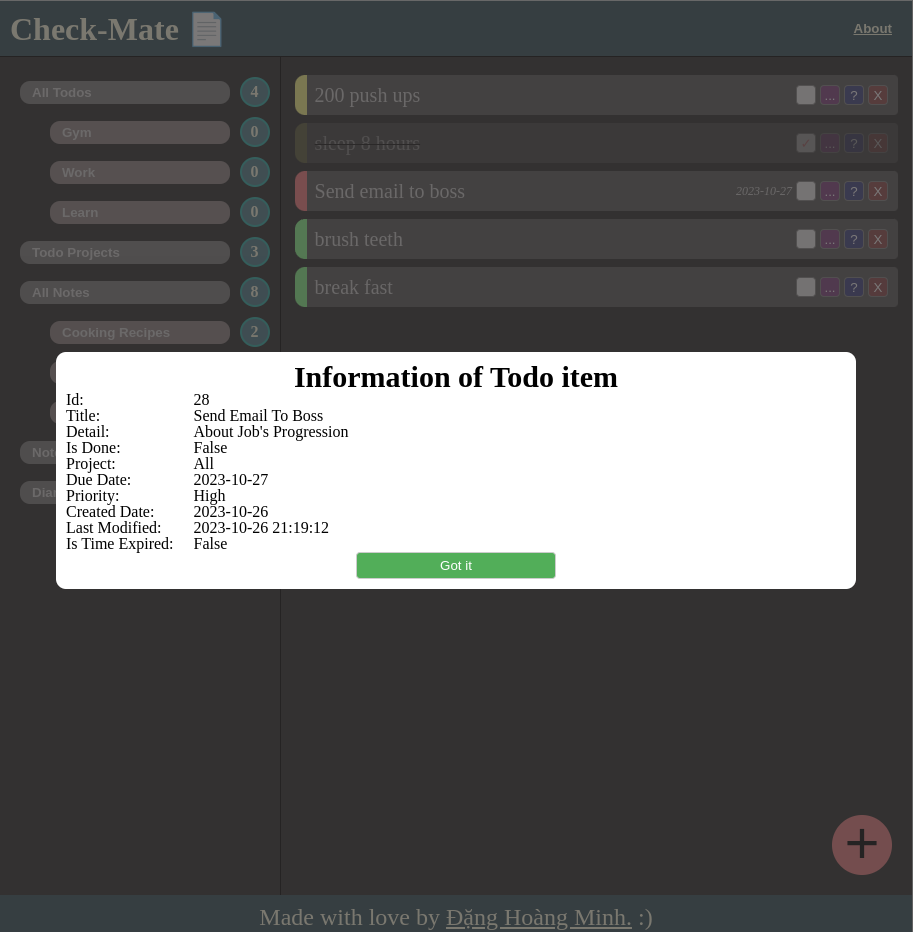 Check-Mate
About
All Todos 4
Gym 0
Work 0
Learn 0
Todo Projects 3
All Notes 8
Cooking Recipes 2
200 push ups ... ? X
sleep 8 hours ... ? X
Send email to boss 2023-10-27 ... ? X
brush teeth ... ? X
break fast ... ? X
Information of Todo item
Id: 28
Title: Send Email To Boss
Detail: About Job's Progression
Is Done: False
Project: All
Due Date: 2023-10-27
Priority: High
Created Date: 2023-10-26
Last Modified: 2023-10-26 21:19:12
Is Time Expired: False
Got it
+
Made with love by Đặng Hoàng Minh. :)